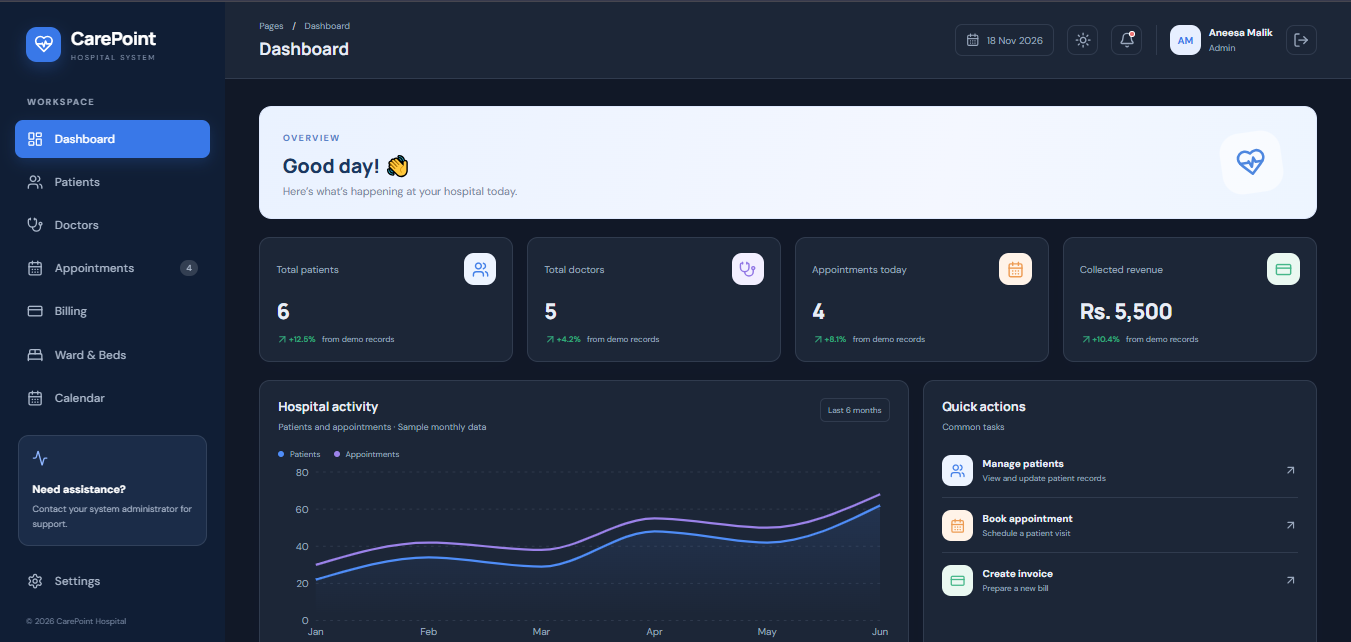 CarePoint
HOSPITAL SYSTEM
WORKSPACE
Dashboard
Patients
Doctors
Appointments 4
Billing
Ward & Beds
Calendar
Need assistance?
Contact your system administrator for
support.
Settings
© 2026 CarePoint Hospital
Pages / Dashboard
Dashboard
18 Nov 2026
AM
Aneesa Malik
Admin
OVERVIEW
Good day! 👋
Here's what's happening at your hospital today.
Total patients
6
+12.5% from demo records
Total doctors
5
+4.2% from demo records
Appointments today
4
+8.1% from demo records
Collected revenue
Rs. 5,500
+10.4% from demo records
Hospital activity
Patients and appointments · Sample monthly data
Last 6 months
Patients Appointments
80
60
40
20
0
Jan Feb Mar Apr May Jun
Quick actions
Common tasks
Manage patients
View and update patient records
Book appointment
Schedule a patient visit
Create invoice
Prepare a new bill